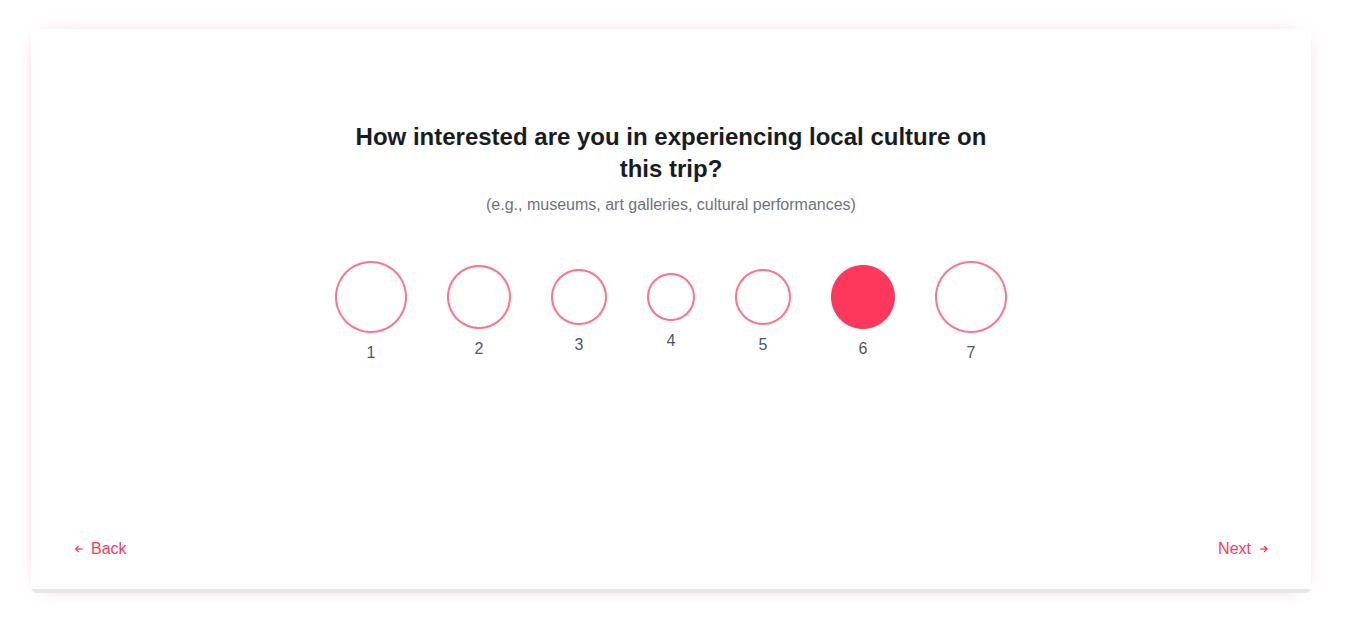 How interested are you in experiencing local culture on
this trip?
(e.g., museums, art galleries, cultural performances)
1 2 3 4 5 6 7
← Back
Next →